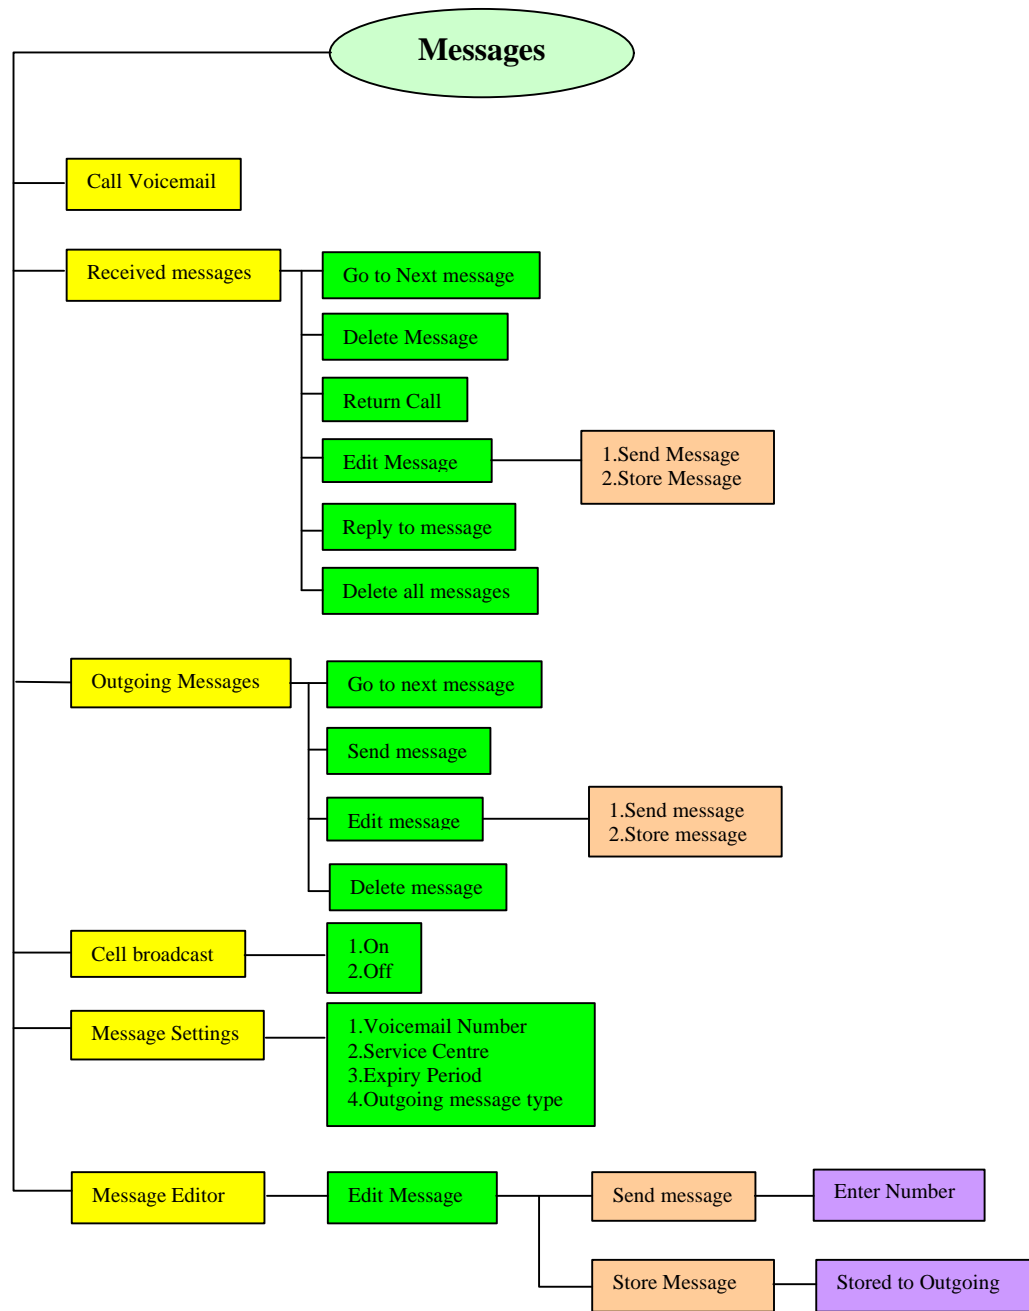 Messages
Call Voicemail
Received messages
Go to Next message
Delete Message
Return Call
Edit Message
1.Send Message
2.Store Message
Reply to message
Delete all messages
Outgoing Messages
Go to next message
Send message
Edit message
1.Send message
2.Store message
Delete message
Cell broadcast
1.On
2.Off
Message Settings
1.Voicemail Number
2.Service Centre
3.Expiry Period
4.Outgoing message type
Message Editor
Edit Message
Send message
Enter Number
Store Message
Stored to Outgoing